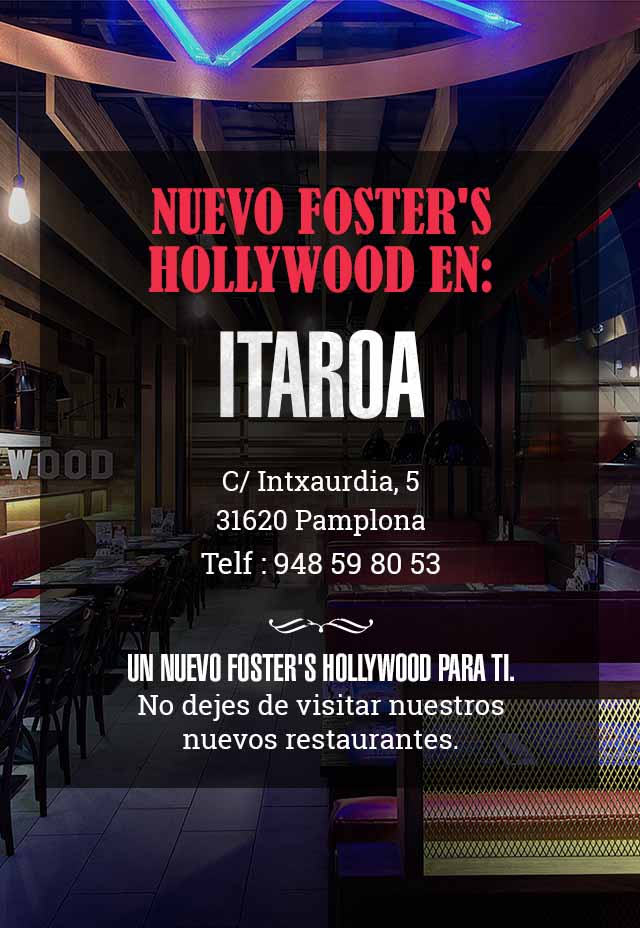 NUEVO FOSTER'S
HOLLYWOOD EN:
ITAROA
WOOD
C/ Intxaurdia, 5
31620 Pamplona
Telf : 948 59 80 53
UN NUEVO FOSTER'S HOLLYWOOD PARA TI.
No dejes de visitar nuestros
nuevos restaurantes.